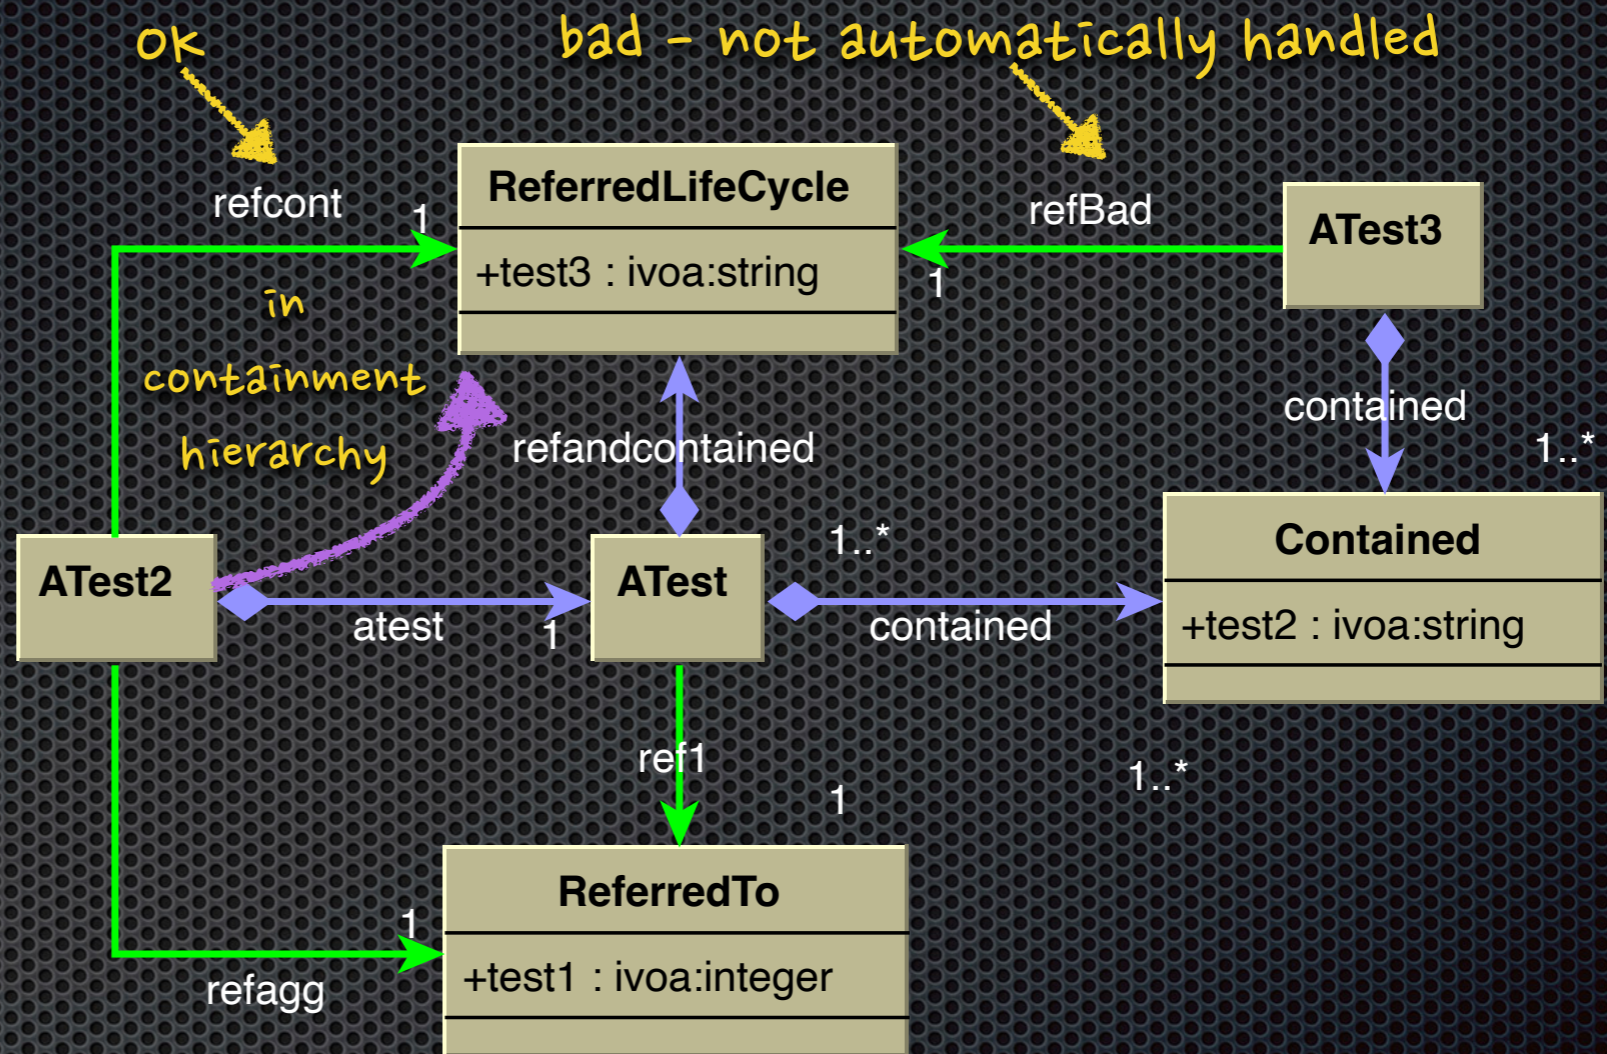 OK
bad - not automatically handled
refcont
1
ReferredLifeCycle
+test3 : ivoa:string
refBad
1
ATest3
in
containment
hierarchy
refandcontained
contained
1..*
1..*
ATest2
atest
1
ATest
contained
Contained
+test2 : ivoa:string
ref1
1
1..*
ReferredTo
+test1 : ivoa:integer
1
refagg